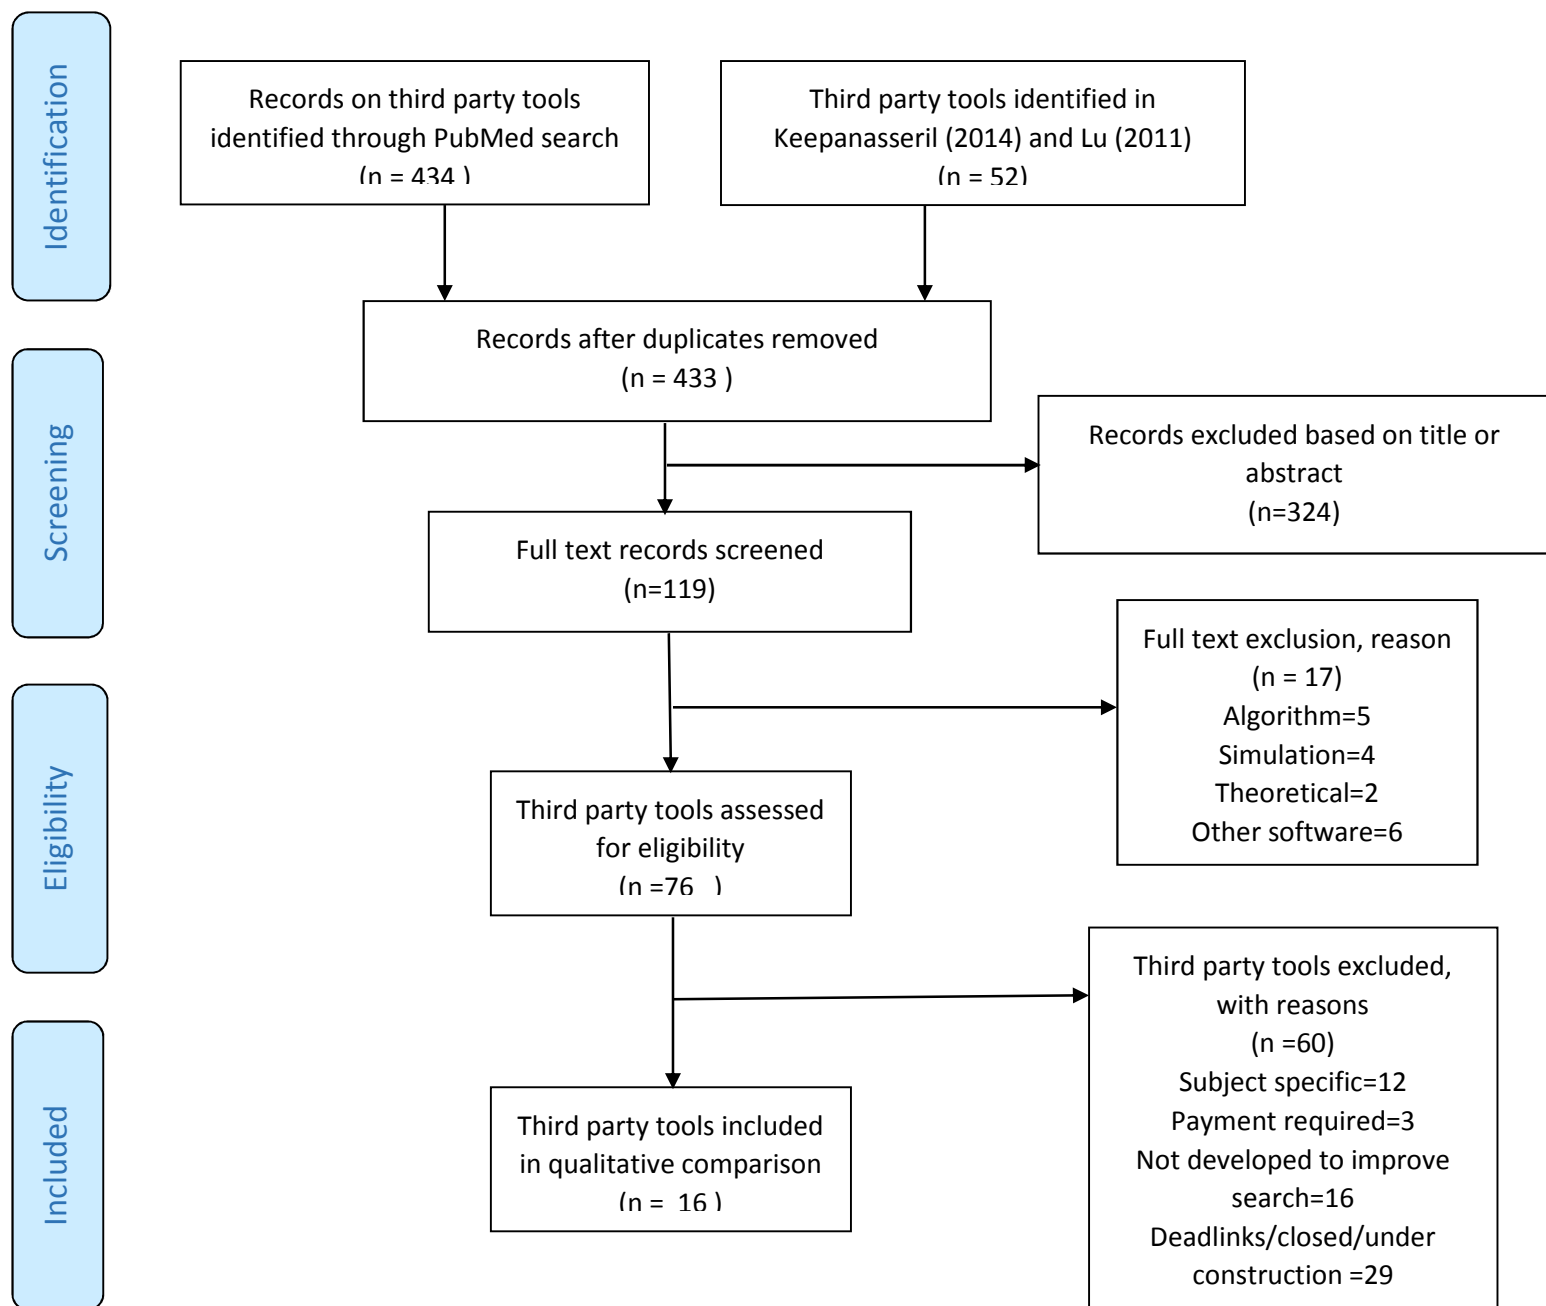 Identification
Records on third party tools
identified through PubMed search
(n = 434 )
Third party tools identified in
Keepanasseril (2014) and Lu (2011)
(n = 52)
Records after duplicates removed
(n = 433 )
Screening
Records excluded based on title or
abstract
(n=324)
Full text records screened
(n=119)
Full text exclusion, reason
(n = 17)
Algorithm=5
Simulation=4
Theoretical=2
Other software=6
Eligibility
Third party tools assessed
for eligibility
(n =76 )
Third party tools excluded,
with reasons
(n =60)
Subject specific=12
Payment required=3
Not developed to improve
search=16
Deadlinks/closed/under
construction =29
Included
Third party tools included
in qualitative comparison
(n = 16 )